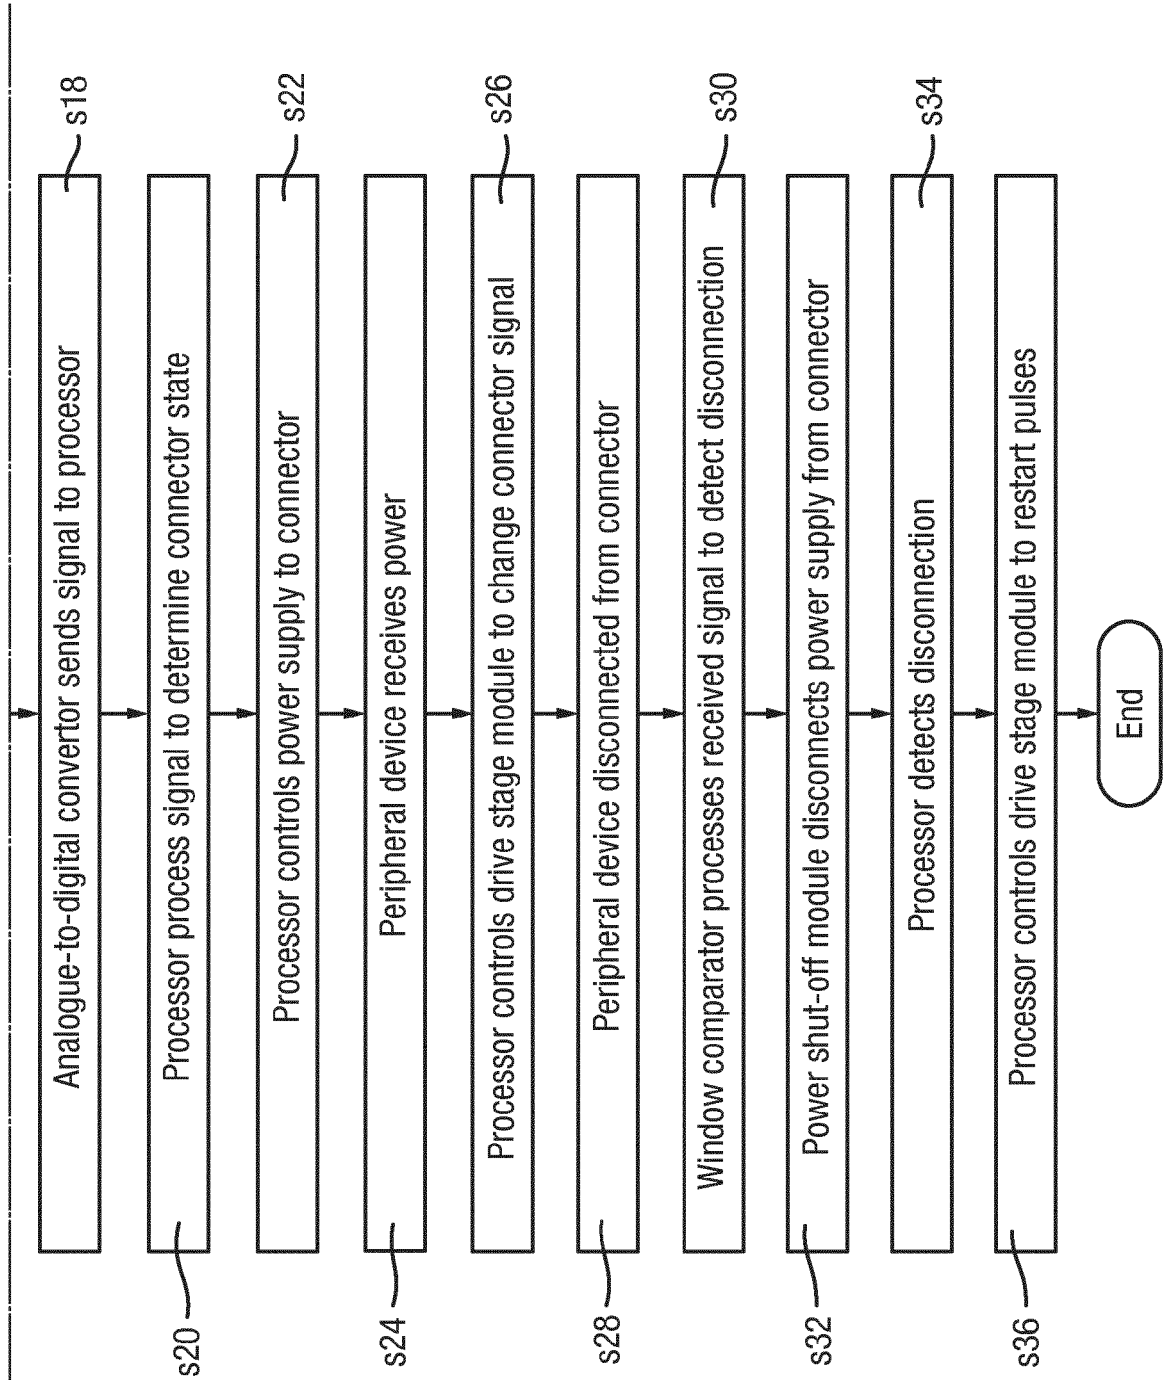 Analogue-to-digital convertor sends signal to processor
s18
Processor process signal to determine connector state
s20
Processor controls power supply to connector
s22
Peripheral device receives power
s24
Processor controls drive stage module to change connector signal
s26
Peripheral device disconnected from connector
s28
Window comparator processes received signal to detect disconnection
s30
Power shut-off module disconnects power supply from connector
s32
Processor detects disconnection
s34
Processor controls drive stage module to restart pulses
s36
End